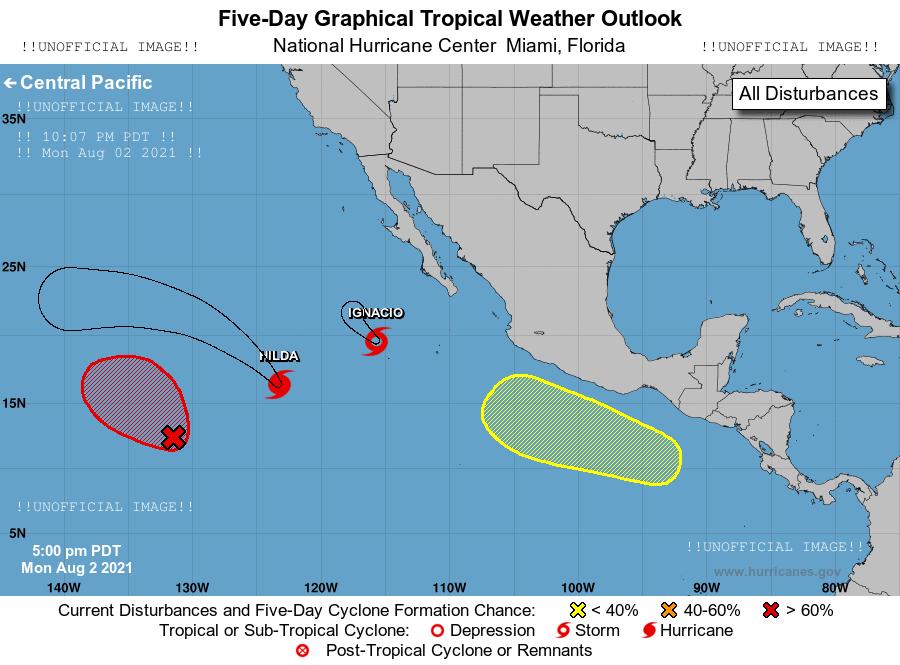 Five-Day Graphical Tropical Weather Outlook
!!UNOFFICIAL IMAGE!! National Hurricane Center Miami, Florida !!UNOFFICIAL IMAGE!!
← Central Pacific
All Disturbances
!!UNOFFICIAL IMAGE!!
35N
!! 10:07 PM PDT !!
!! Mon Aug 02 2021 !!
25N
IGNACIO
HILDA
15N
!!UNOFFICIAL IMAGE!!
5N
5:00 pm PDT
Mon Aug 2 2021
!!UNOFFICIAL IMAGE!!
www.hurricanes.gov
140W 130W 120W 110W 100W 90W 80W
Current Disturbances and Five-Day Cyclone Formation Chance: < 40% 40-60% > 60%
Tropical or Sub-Tropical Cyclone: Depression Storm Hurricane
Post-Tropical Cyclone or Remnants